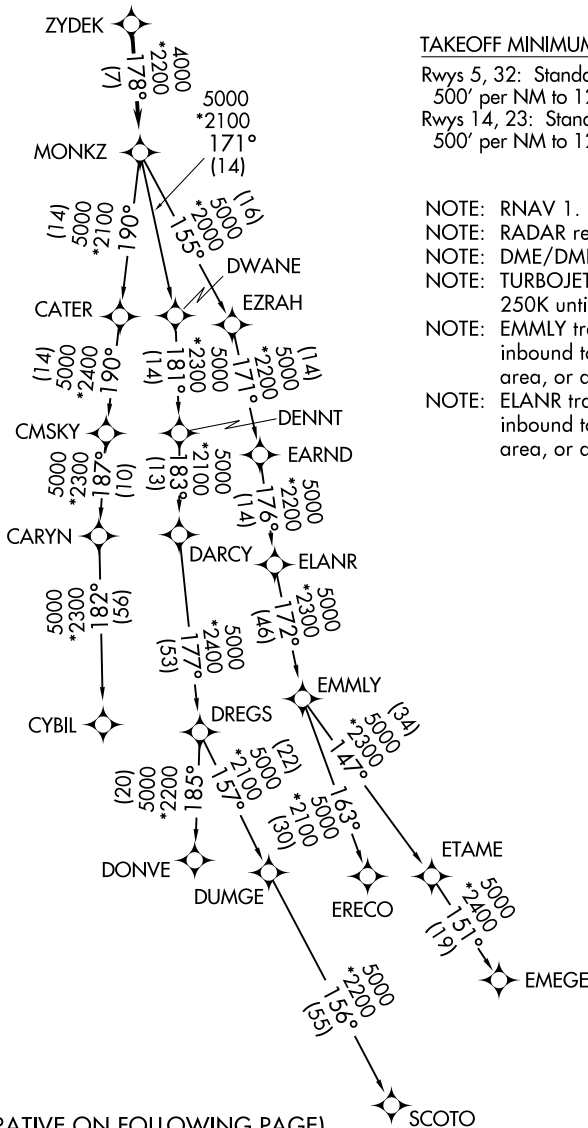 ZYDEK
4000
*2200
178°
(7)
MONKZ
5000
*2100
171°
(14)
(14)
5000
*2100
190°
(16)
5000
*2000
155°
DWANE
CATER
EZRAH
(14)
5000
*2400
190°
5000
*2300
181°
(14)
(14)
5000
*2200
171°
DENNT
CMSKY
EARND
5000
*2300
187°
(10)
5000
*2100
183°
(13)
5000
*2200
176°
(14)
CARYN
DARCY
ELANR
5000
*2300
182°
(56)
5000
*2400
177°
(53)
5000
*2300
172°
(46)
EMMLY
CYBIL
DREGS
(34)
5000
*2300
147°
(20)
5000
*2200
185°
(22)
5000
*2100
157°
5000
*2100
163°
(30)
ETAME
DONVE
DUMGE
ERECO
5000
*2400
151°
(19)
EMEGE
5000
*2200
156°
(55)
SCOTO
TAKEOFF MINIMUM
Rwys 5, 32: Standa
500' per NM to 12
Rwys 14, 23: Stand
500' per NM to 12
NOTE: RNAV 1.
NOTE: RADAR re
NOTE: DME/DM
NOTE: TURBOJET
250K unti
NOTE: EMMLY tra
inbound to
area, or a
NOTE: ELANR tra
inbound to
area, or a
RATIVE ON FOLLOWING PAGE)